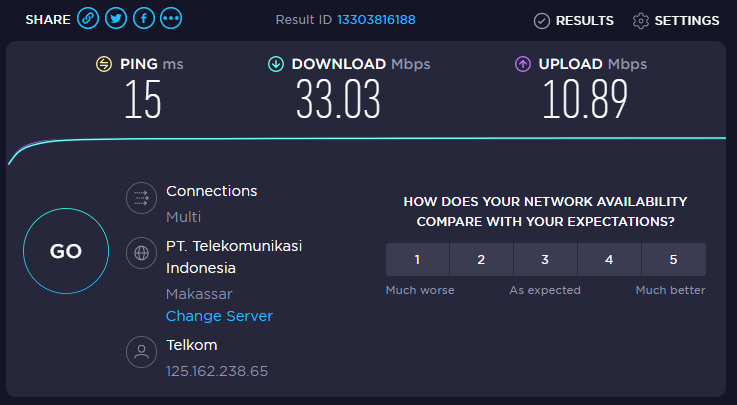 SHARE
Result ID 13303816188
RESULTS
SETTINGS
PING ms
15
DOWNLOAD Mbps
33.03
UPLOAD Mbps
10.89
GO
Connections
Multi
PT. Telekomunikasi
Indonesia
Makassar
Change Server
Telkom
125.162.238.65
HOW DOES YOUR NETWORK AVAILABILITY
COMPARE WITH YOUR EXPECTATIONS?
1 2 3 4 5
Much worse As expected Much better